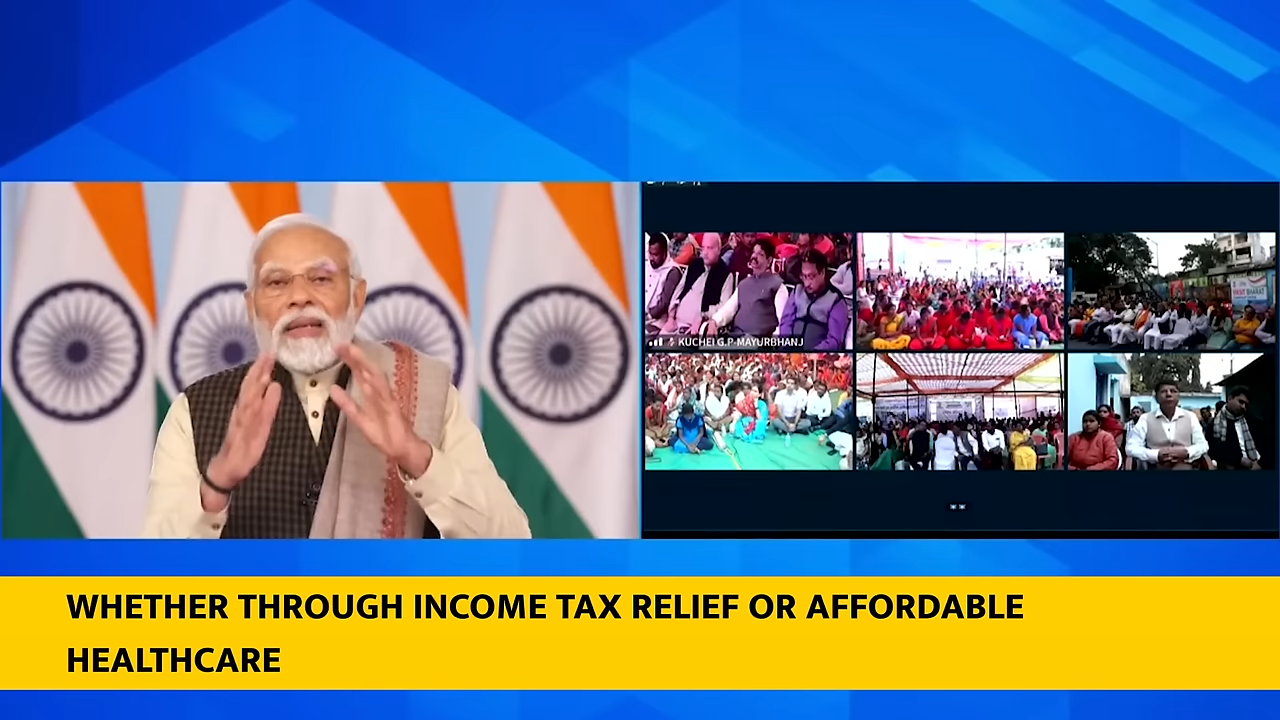 KUCHEI G.P-MAYURBHANJ
WHETHER THROUGH INCOME TAX RELIEF OR AFFORDABLE
HEALTHCARE